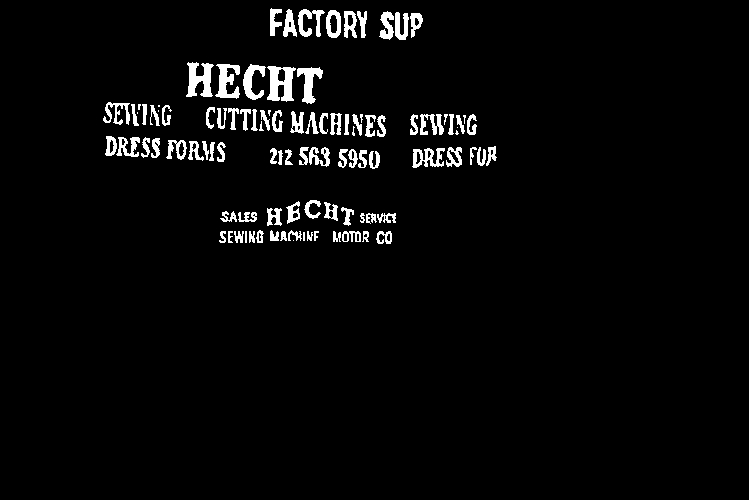 FACTORY SUP
HECHT
SEWING CUTTING MACHINES SEWING
DRESS FORMS 212 563 5950 DRESS FOR
SALES HECHT SERVICE
SEWING MACHINE MOTOR CO